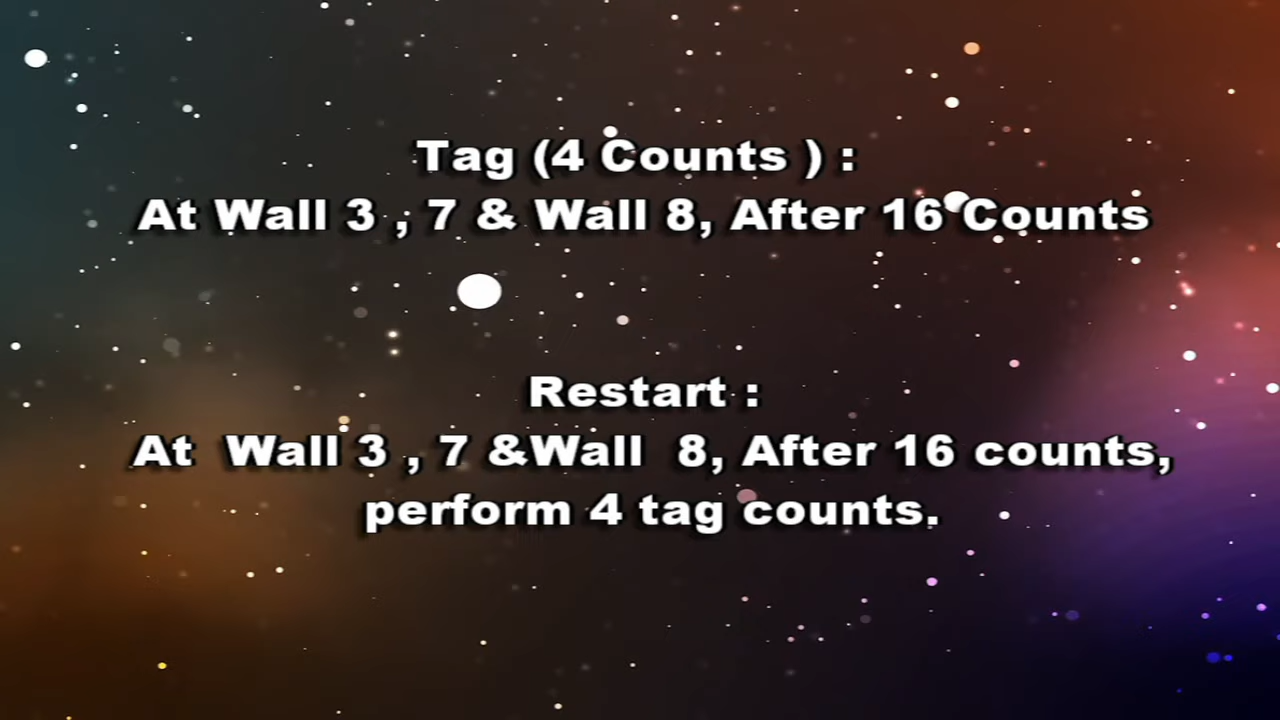 Tag (4 Counts ) :
At Wall 3 , 7 & Wall 8, After 16 Counts
Restart :
At Wall 3 , 7 &Wall 8, After 16 counts,
perform 4 tag counts.